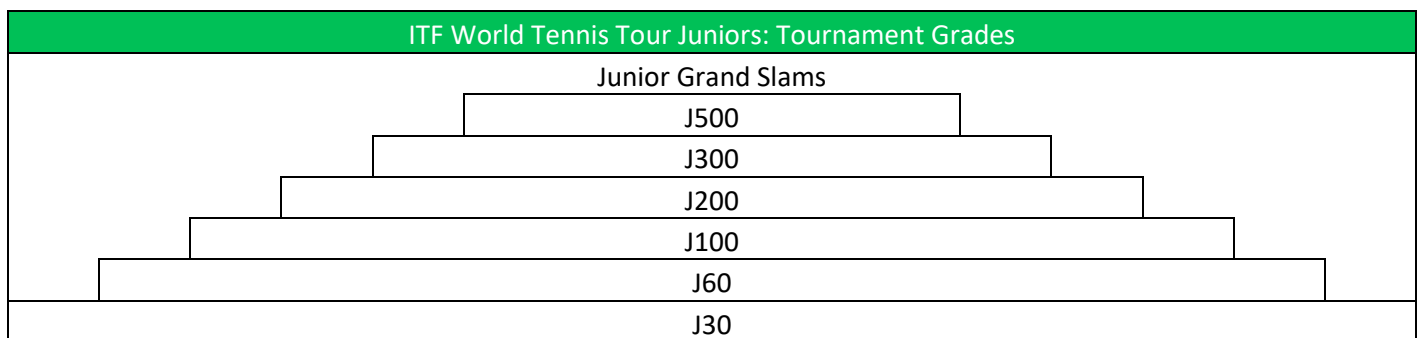 ITF World Tennis Tour Juniors: Tournament Grades
Junior Grand Slams
J500
J300
J200
J100
J60
J30